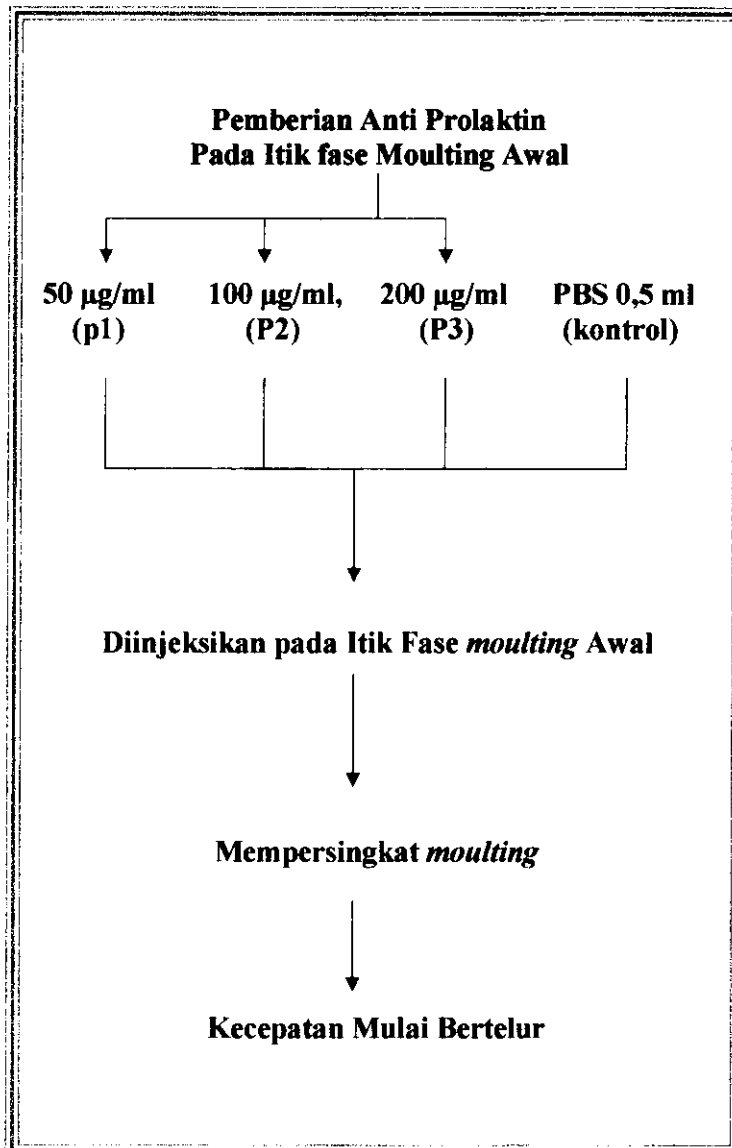 Pemberian Anti Prolaktin
Pada Itik fase Moulting Awal
50 µg/ml 100 µg/ml, 200 µg/ml PBS 0,5 ml
(p1) (P2) (P3) (kontrol)
Diinjeksikan pada Itik Fase moulting Awal
Mempersingkat moulting
Kecepatan Mulai Bertelur